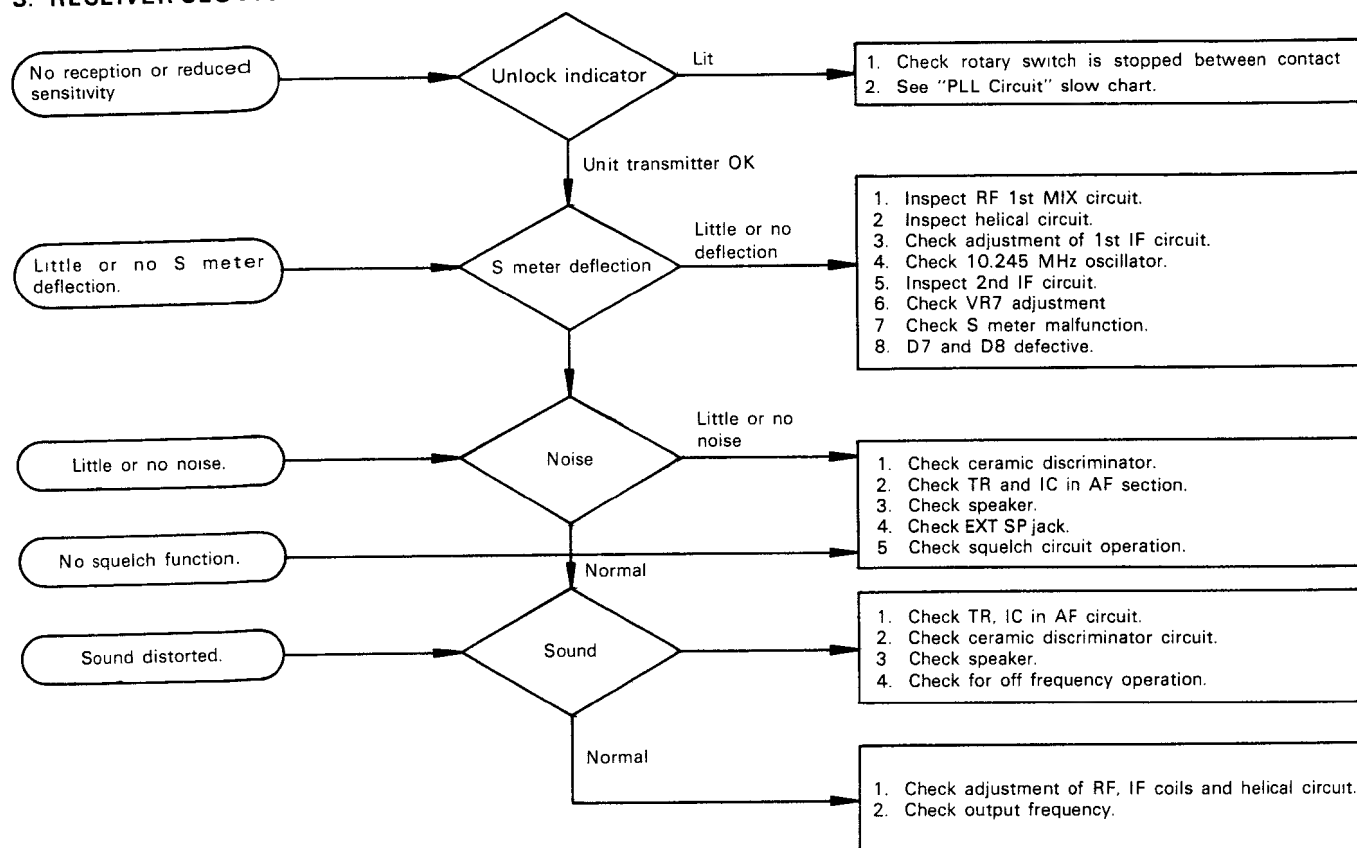 RECEIVER
No reception or reduced
sensitivity
Unlock indicator
Lit
1. Check rotary switch is stopped between contact
2. See "PLL Circuit" slow chart.
Unit transmitter OK
Little or no S meter
deflection.
S meter deflection
Little or no
deflection
1. Inspect RF 1st MIX circuit.
2 Inspect helical circuit.
3. Check adjustment of 1st IF circuit.
4. Check 10.245 MHz oscillator.
5. Inspect 2nd IF circuit.
6. Check VR7 adjustment
7 Check S meter malfunction.
8. D7 and D8 defective.
Little or no noise.
Noise
Little or no
noise
1. Check ceramic discriminator.
2. Check TR and IC in AF section.
3. Check speaker.
4. Check EXT SP jack.
5 Check squelch circuit operation.
No squelch function.
Normal
Sound distorted.
Sound
1. Check TR, IC in AF circuit.
2. Check ceramic discriminator circuit.
3 Check speaker.
4. Check for off frequency operation.
Normal
1. Check adjustment of RF, IF coils and helical circuit.
2. Check output frequency.